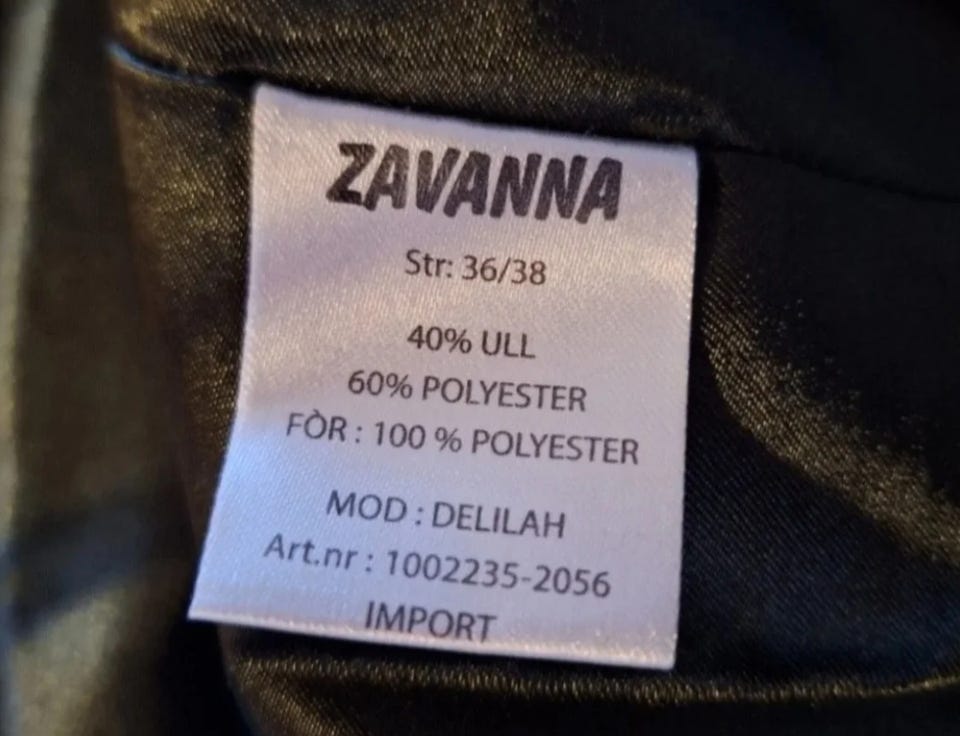 ZAVANNA
Str: 36/38
40% ULL
60% POLYESTER
FÒR : 100 % POLYESTER
MOD : DELILAH
Art.nr : 1002235-2056
IMPORT